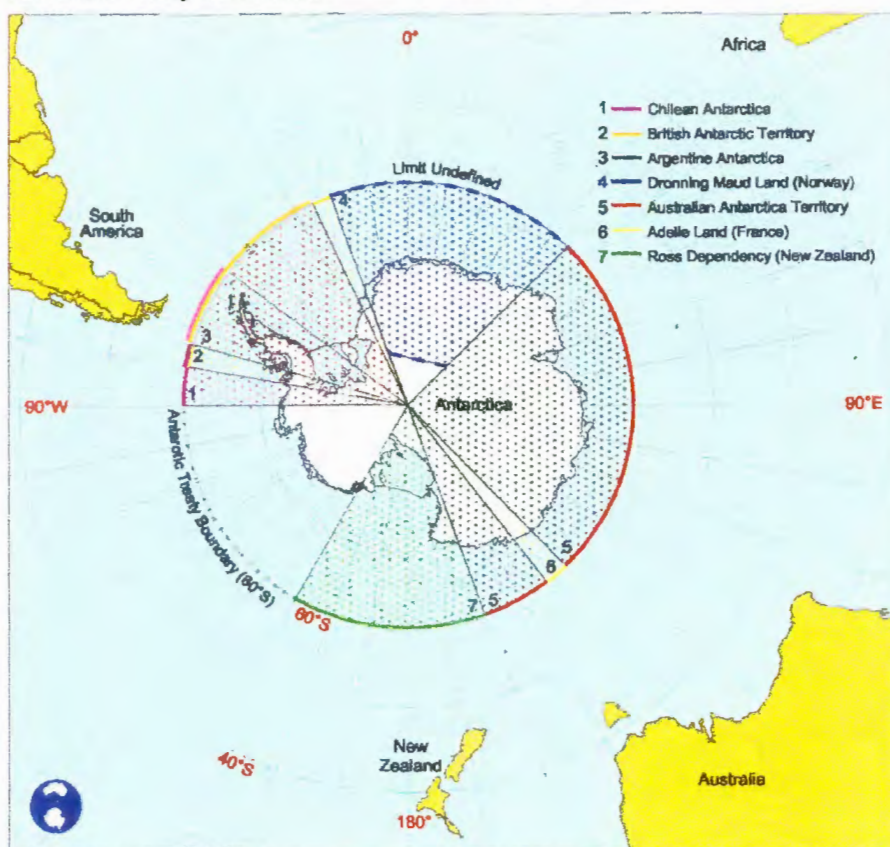 0°
Africa
1 Chilean Antarctica
2 British Antarctic Territory
3 Argentine Antarctica
4 Dronning Maud Land (Norway)
5 Australian Antarctica Territory
6 Adelie Land (France)
7 Ross Dependency (New Zealand)
Limit Undefined
4
South
America
3
2
1
90°W
Antarctica
90°E
Antarotic Treaty Boundary (60°S)
5
6
7
5
60°S
40°S
New
Zealand
180°
Australia